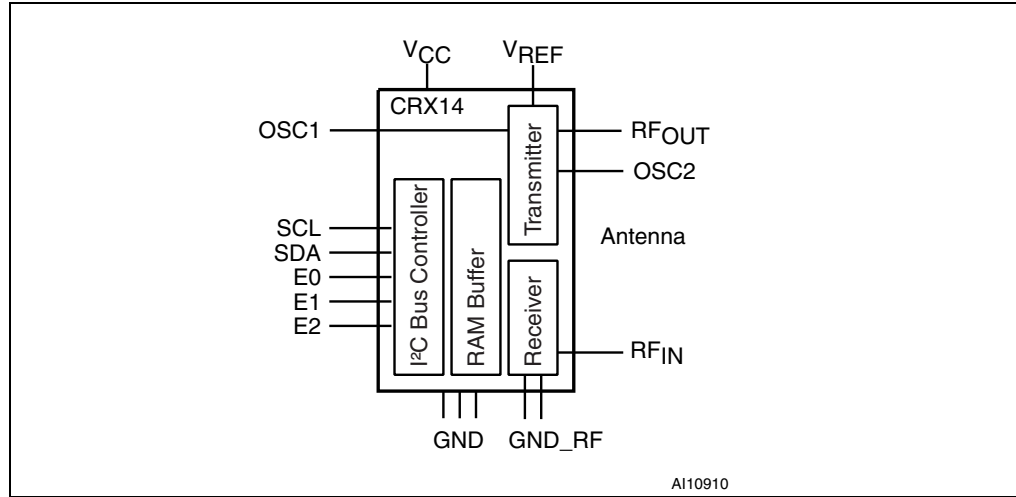 VCC
VREF
CRX14
OSC1
RFOUT
OSC2
Transmitter
Antenna
SCL
SDA
E0
E1
E2
I²C Bus Controller
RAM Buffer
Receiver
RFIN
GND
GND_RF
AI10910